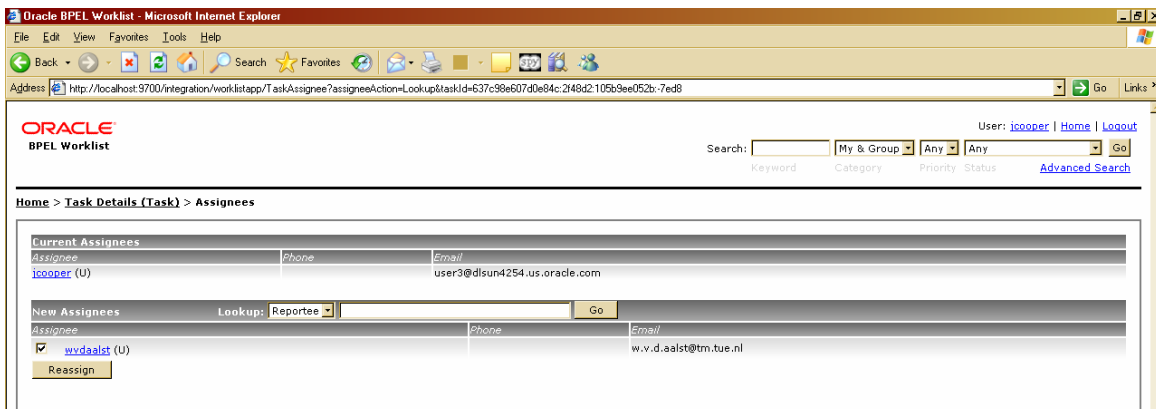 Oracle BPEL Worklist - Microsoft Internet Explorer
File Edit View Favorites Tools Help
Back Search Favorites SPY
Address http://localhost:9700/integration/worklistapp/TaskAssignee?assigneeAction=Lookup&taskId=637c98e607d0e84c:2f48d2:105b9ee052b:-7ed8 Go Links »
ORACLE
BPEL Worklist
User: jcooper | Home | Logout
Search: My & Group Any Any Go
Keyword Category Priority Status Advanced Search
Home > Task Details (Task) > Assignees
Current Assignees
Assignee Phone Email
jcooper (U) user3@dlsun4254.us.oracle.com
New Assignees Lookup: Reportee Go
Assignee Phone Email
wvdaalst (U) w.v.d.aalst@tm.tue.nl
Reassign